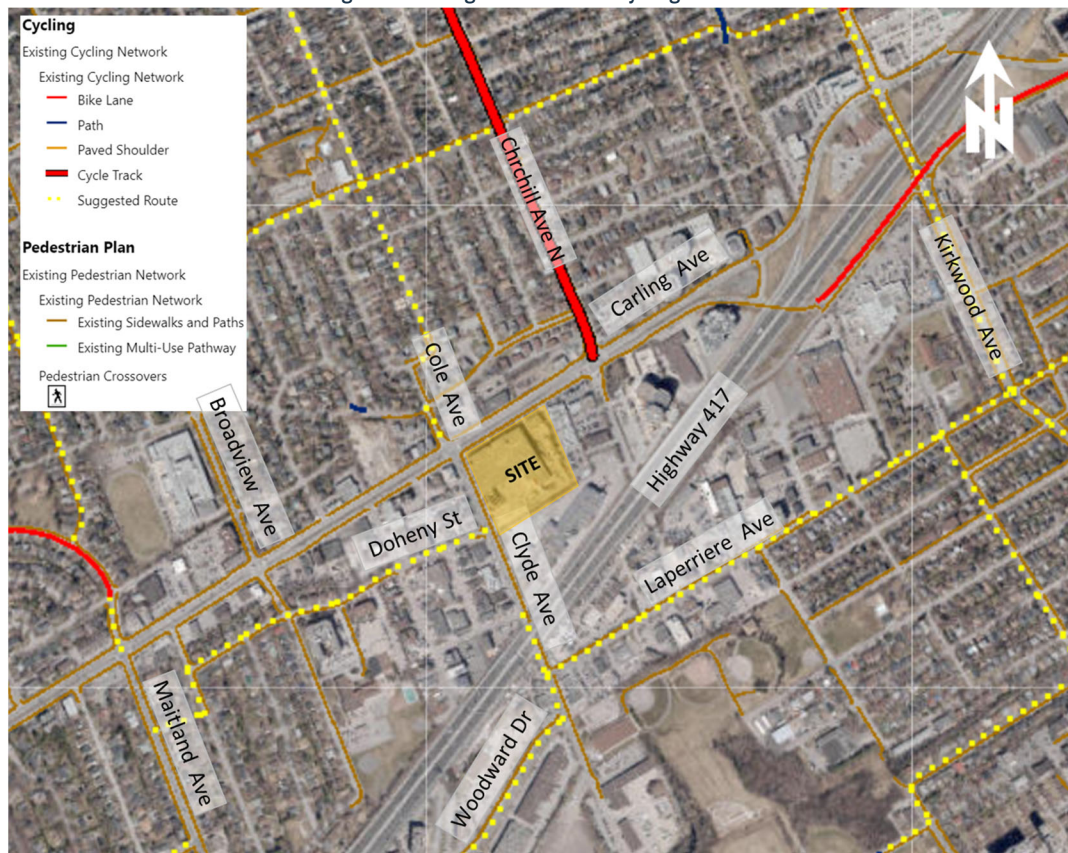 Cycling
Existing Cycling Network
Existing Cycling Network
Bike Lane
Path
Paved Shoulder
Cycle Track
Suggested Route
Pedestrian Plan
Existing Pedestrian Network
Existing Pedestrian Network
Existing Sidewalks and Paths
Existing Multi-Use Pathway
Pedestrian Crossovers
N
Chrchill Ave N
Carling Ave
Kirkwood Ave
Cole Ave
Broadview Ave
SITE
Highway 417
Doheny St
Clyde Ave
Laperriere Ave
Maitland Ave
Woodward Dr